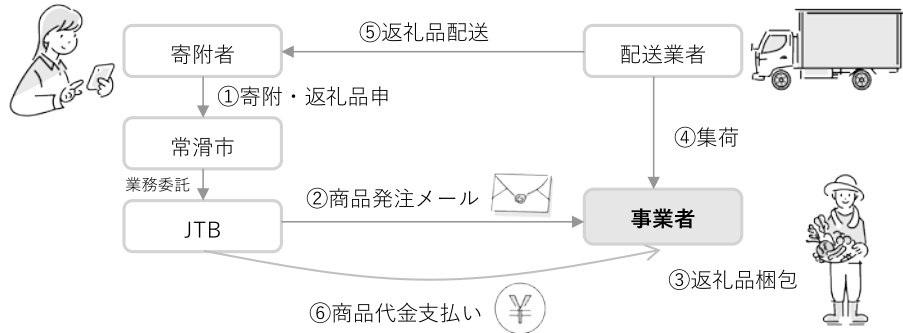 ⑤返礼品配送
寄附者
配送業者
①寄附・返礼品申
常滑市
④集荷
業務委託
②商品発注メール
JTB
事業者
③返礼品梱包
⑥商品代金支払い
¥